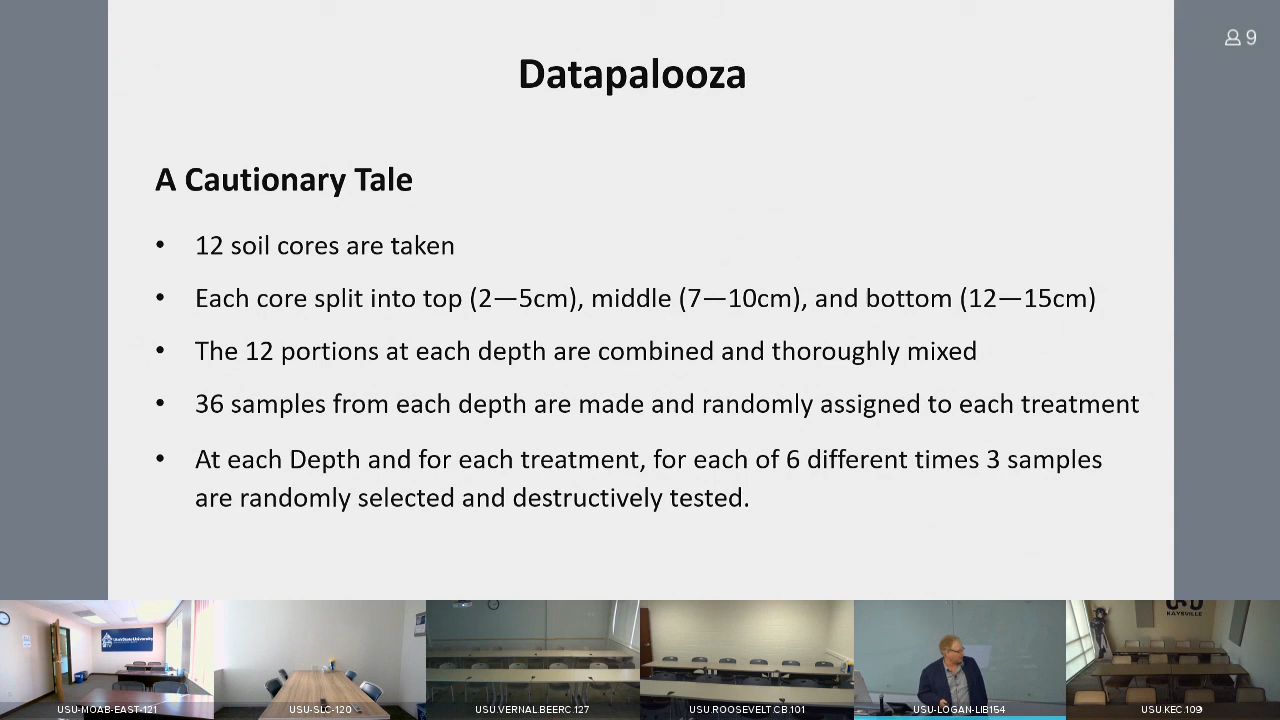 Datapalooza
9
A Cautionary Tale
• 12 soil cores are taken
• Each core split into top (2—5cm), middle (7—10cm), and bottom (12—15cm)
• The 12 portions at each depth are combined and thoroughly mixed
• 36 samples from each depth are made and randomly assigned to each treatment
• At each Depth and for each treatment, for each of 6 different times 3 samples
are randomly selected and destructively tested.
UtahStateUniversity
KAYSVILLE
USU-MOAB-EAST-121
USU-SLC-120
USU.VERNAL.BEERC.127
USU.ROOSEVELT.CB.101
USU-LOGAN-LIB154
USU.KEC.109